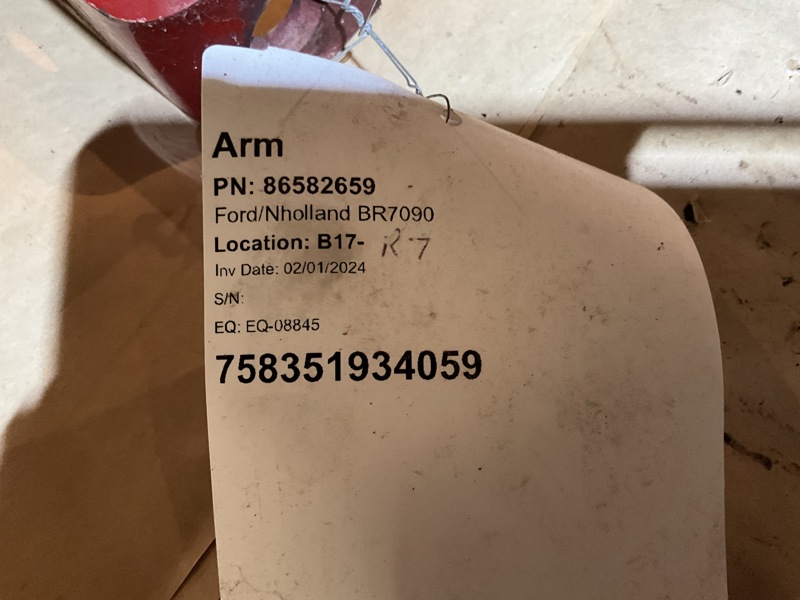 Arm
PN: 86582659
Ford/Nholland BR7090
Location: B17- R7
Inv Date: 02/01/2024
S/N:
EQ: EQ-08845
758351934059